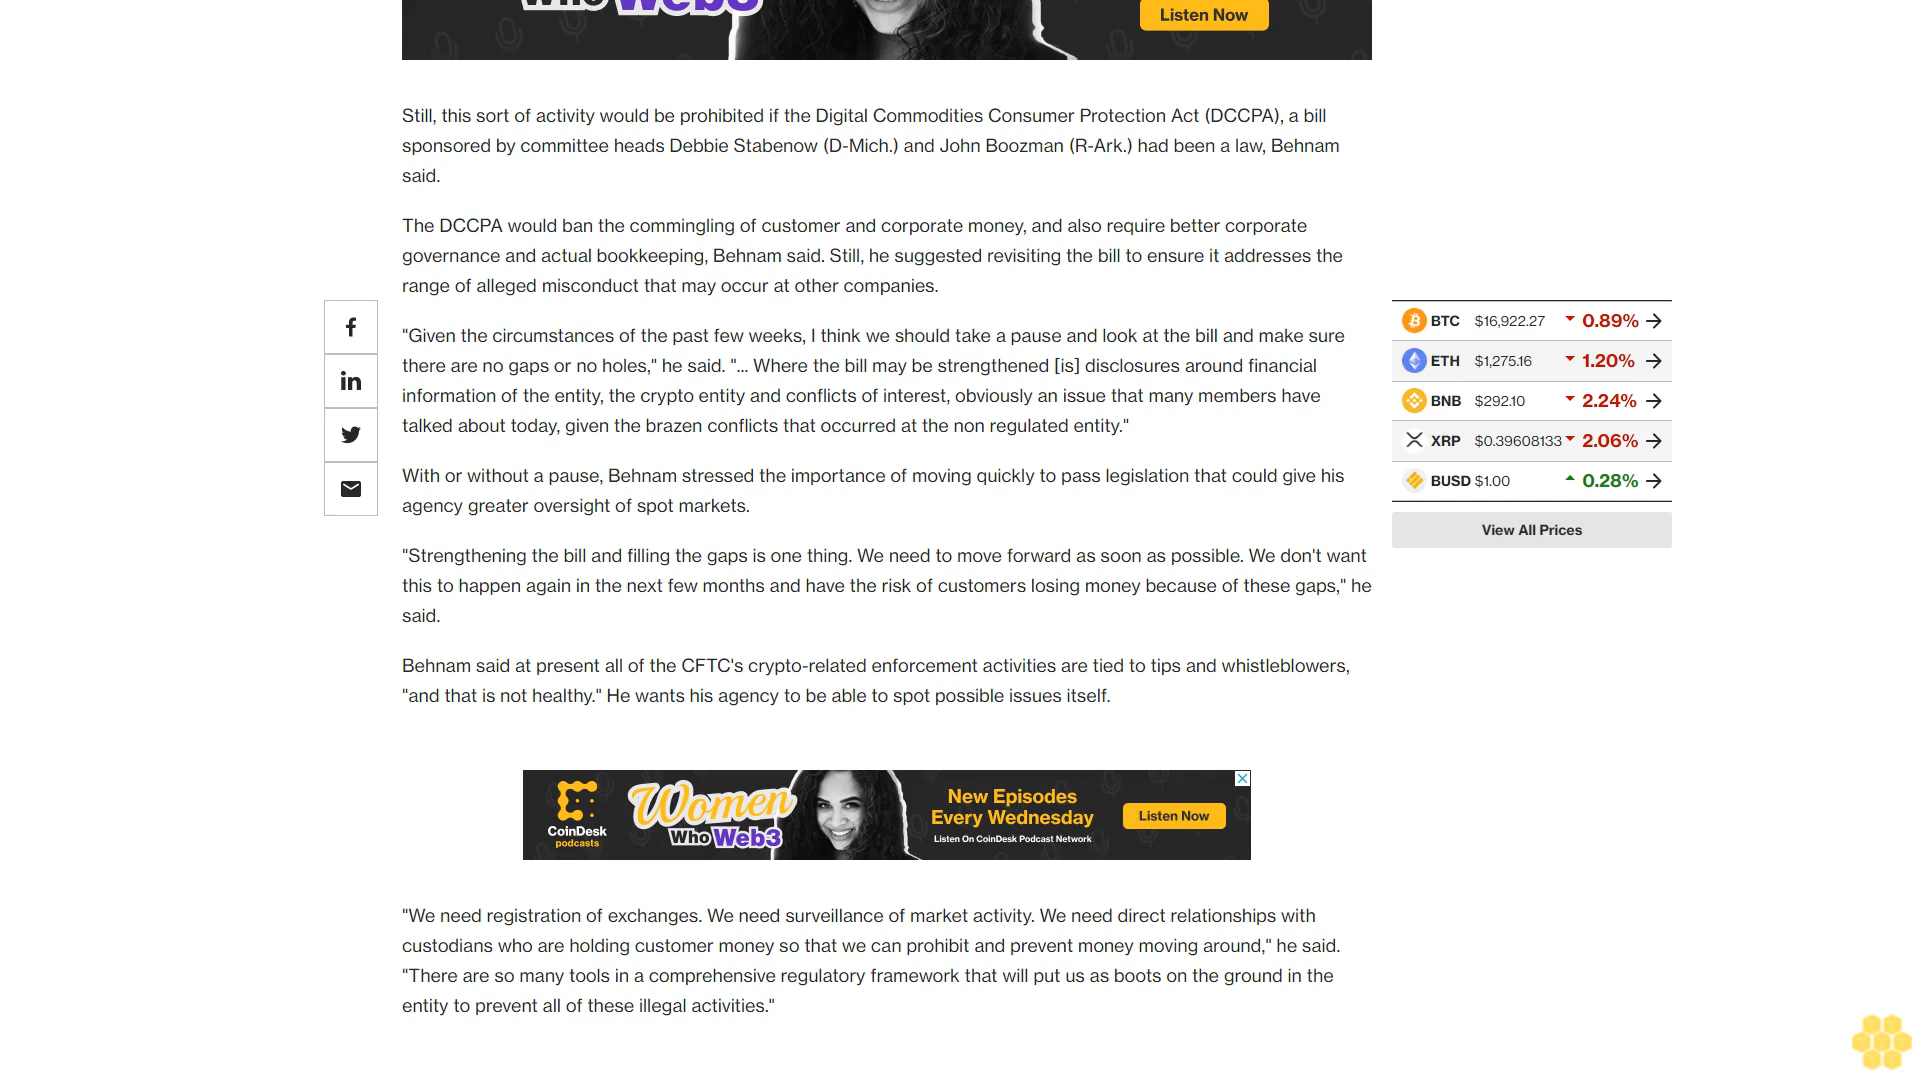 Who Web3
Listen Now
Still, this sort of activity would be prohibited if the Digital Commodities Consumer Protection Act (DCCPA), a bill
sponsored by committee heads Debbie Stabenow (D-Mich.) and John Boozman (R-Ark.) had been a law, Behnam
said.
The DCCPA would ban the commingling of customer and corporate money, and also require better corporate
governance and actual bookkeeping, Behnam said. Still, he suggested revisiting the bill to ensure it addresses the
range of alleged misconduct that may occur at other companies.
"Given the circumstances of the past few weeks, I think we should take a pause and look at the bill and make sure
there are no gaps or no holes," he said. "... Where the bill may be strengthened [is] disclosures around financial
information of the entity, the crypto entity and conflicts of interest, obviously an issue that many members have
talked about today, given the brazen conflicts that occurred at the non regulated entity."
With or without a pause, Behnam stressed the importance of moving quickly to pass legislation that could give his
agency greater oversight of spot markets.
"Strengthening the bill and filling the gaps is one thing. We need to move forward as soon as possible. We don't want
this to happen again in the next few months and have the risk of customers losing money because of these gaps," he
said.
Behnam said at present all of the CFTC's crypto-related enforcement activities are tied to tips and whistleblowers,
"and that is not healthy." He wants his agency to be able to spot possible issues itself.
CoinDesk
podcasts
Women
Who Web3
New Episodes
Every Wednesday
Listen On CoinDesk Podcast Network
Listen Now
"We need registration of exchanges. We need surveillance of market activity. We need direct relationships with
custodians who are holding customer money so that we can prohibit and prevent money moving around," he said.
"There are so many tools in a comprehensive regulatory framework that will put us as boots on the ground in the
entity to prevent all of these illegal activities."
BTC $16,922.27 0.89%
ETH $1,275.16 1.20%
BNB $292.10 2.24%
XRP $0.39608133 2.06%
BUSD $1.00 0.28%
View All Prices